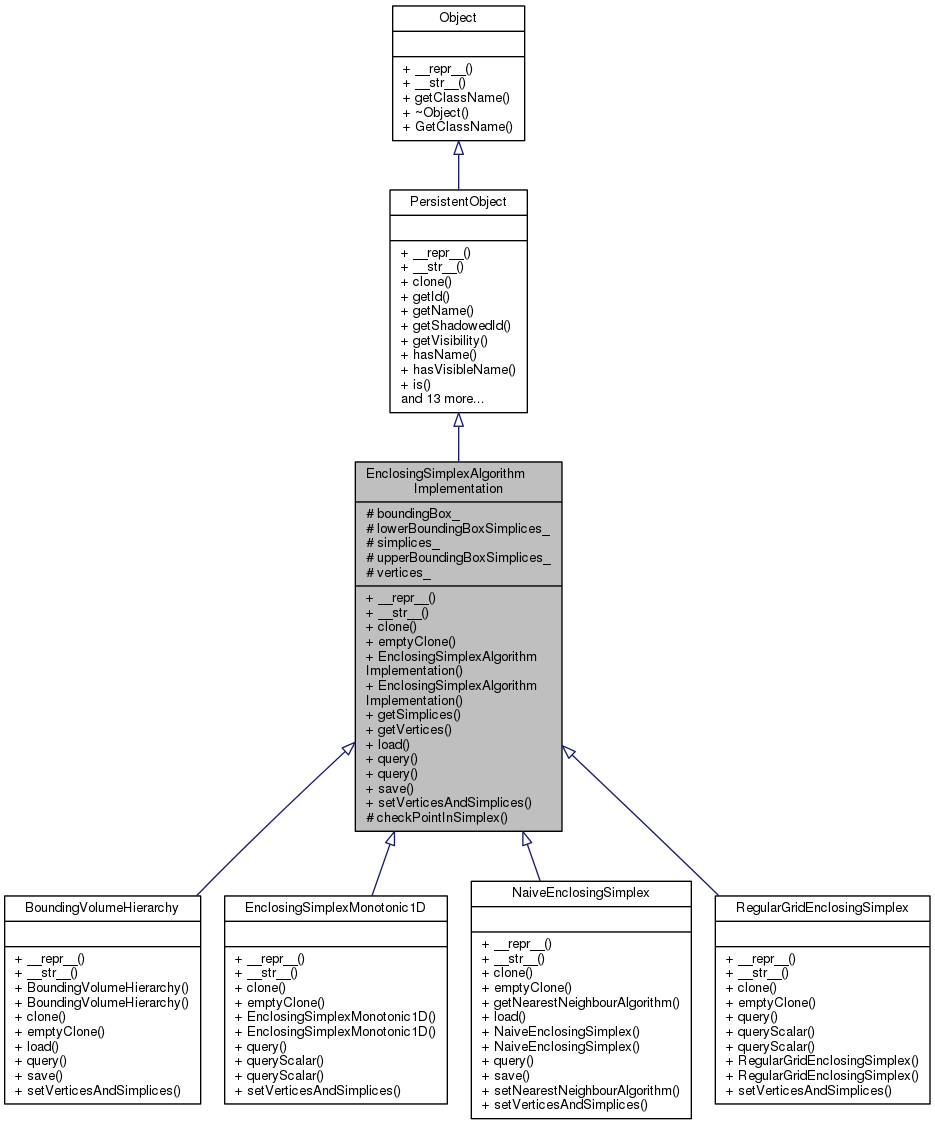 Object
+ __repr__()
+ __str__()
+ getClassName()
+ ~Object()
+ GetClassName()
PersistentObject
+ __repr__()
+ __str__()
+ clone()
+ getId()
+ getName()
+ getShadowedId()
+ getVisibility()
+ hasName()
+ hasVisibleName()
+ is()
and 13 more...
EnclosingSimplexAlgorithm
Implementation
# boundingBox_
# lowerBoundingBoxSimplices_
# simplices_
# upperBoundingBoxSimplices_
# vertices_
+ __repr__()
+ __str__()
+ clone()
+ emptyClone()
+ EnclosingSimplexAlgorithm
Implementation()
+ EnclosingSimplexAlgorithm
Implementation()
+ getSimplices()
+ getVertices()
+ load()
+ query()
+ query()
+ save()
+ setVerticesAndSimplices()
# checkPointInSimplex()
BoundingVolumeHierarchy
+ __repr__()
+ __str__()
+ BoundingVolumeHierarchy()
+ BoundingVolumeHierarchy()
+ clone()
+ emptyClone()
+ load()
+ query()
+ save()
+ setVerticesAndSimplices()
EnclosingSimplexMonotonic1D
+ __repr__()
+ __str__()
+ clone()
+ emptyClone()
+ EnclosingSimplexMonotonic1D()
+ EnclosingSimplexMonotonic1D()
+ query()
+ queryScalar()
+ queryScalar()
+ setVerticesAndSimplices()
NaiveEnclosingSimplex
+ __repr__()
+ __str__()
+ clone()
+ emptyClone()
+ getNearestNeighbourAlgorithm()
+ load()
+ NaiveEnclosingSimplex()
+ NaiveEnclosingSimplex()
+ query()
+ save()
+ setNearestNeighbourAlgorithm()
+ setVerticesAndSimplices()
RegularGridEnclosingSimplex
+ __repr__()
+ __str__()
+ clone()
+ emptyClone()
+ query()
+ queryScalar()
+ queryScalar()
+ RegularGridEnclosingSimplex()
+ RegularGridEnclosingSimplex()
+ setVerticesAndSimplices()